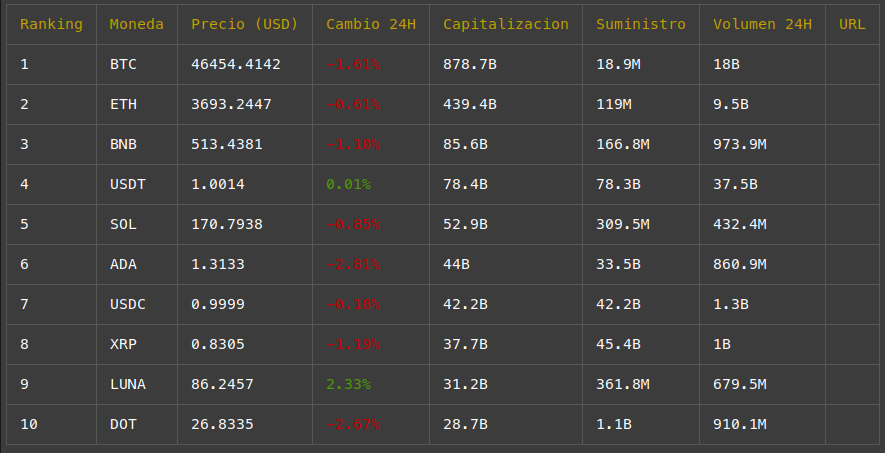 Ranking Moneda Precio (USD) Cambio 24H Capitalizacion Suministro Volumen 24H URL
1 BTC 46454.4142 −1.61% 878.7B 18.9M 18B
2 ETH 3693.2447 −0.61% 439.4B 119M 9.5B
3 BNB 513.4381 −1.10% 85.6B 166.8M 973.9M
4 USDT 1.0014 0.01% 78.4B 78.3B 37.5B
5 SOL 170.7938 −0.85% 52.9B 309.5M 432.4M
6 ADA 1.3133 −2.81% 44B 33.5B 860.9M
7 USDC 0.9999 −0.18% 42.2B 42.2B 1.3B
8 XRP 0.8305 −1.19% 37.7B 45.4B 1B
9 LUNA 86.2457 2.33% 31.2B 361.8M 679.5M
10 DOT 26.8335 −2.67% 28.7B 1.1B 910.1M